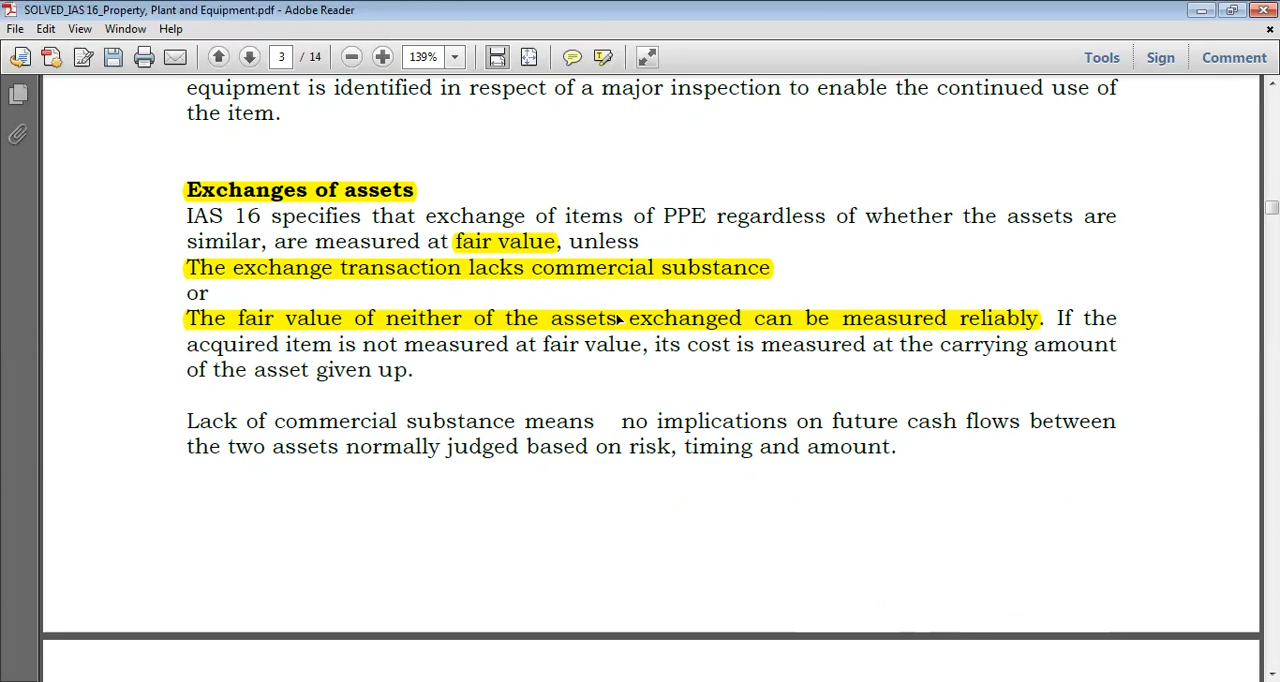 SOLVED_IAS 16_Property, Plant and Equipment.pdf - Adobe Reader
File Edit View Window Help
3 / 14 139% Tools Sign Comment
equipment is identified in respect of a major inspection to enable the continued use of
the item.
Exchanges of assets
IAS 16 specifies that exchange of items of PPE regardless of whether the assets are
similar, are measured at fair value, unless
The exchange transaction lacks commercial substance
or
The fair value of neither of the assets exchanged can be measured reliably. If the
acquired item is not measured at fair value, its cost is measured at the carrying amount
of the asset given up.
Lack of commercial substance means no implications on future cash flows between
the two assets normally judged based on risk, timing and amount.